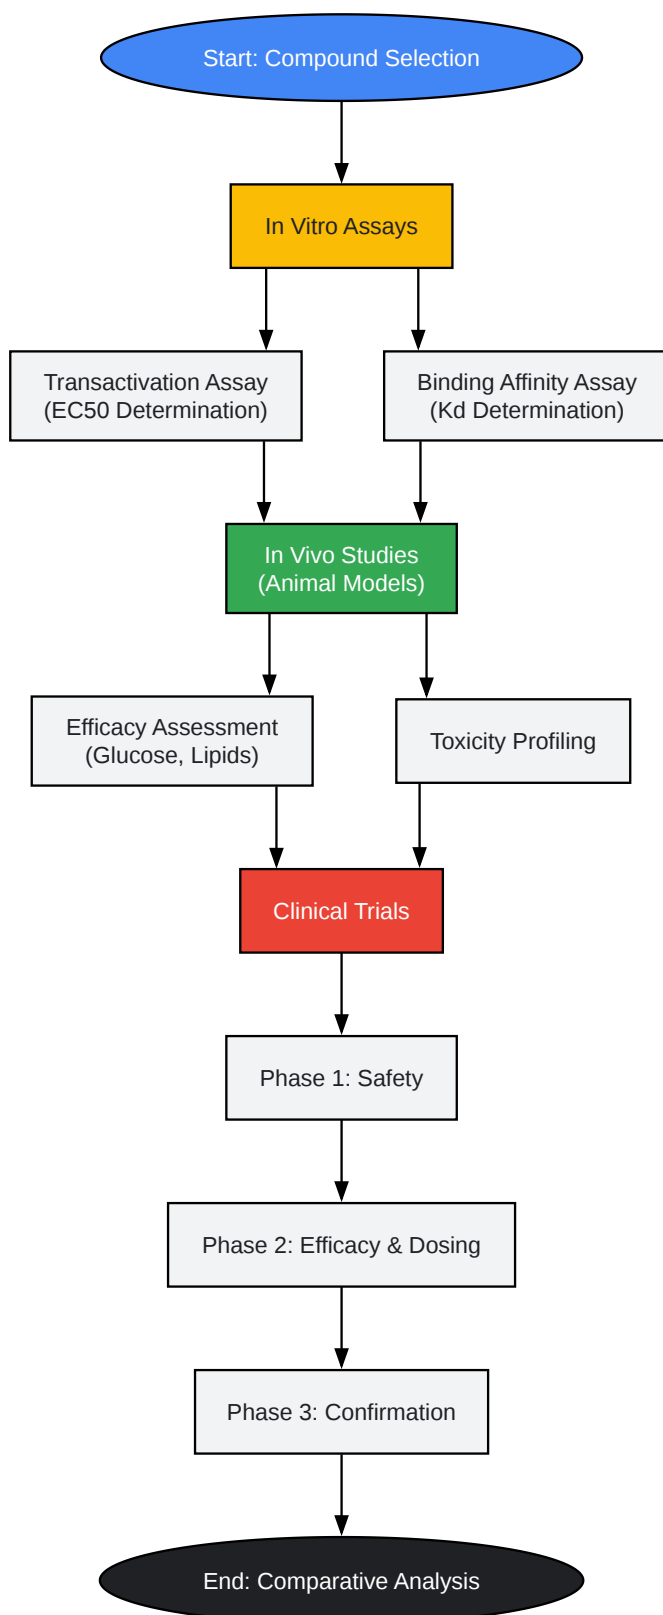 Start: Compound Selection
In Vitro Assays
Transactivation Assay
(EC50 Determination)
Binding Affinity Assay
(Kd Determination)
In Vivo Studies
(Animal Models)
Efficacy Assessment
(Glucose, Lipids)
Toxicity Profiling
Clinical Trials
Phase 1: Safety
Phase 2: Efficacy & Dosing
Phase 3: Confirmation
End: Comparative Analysis